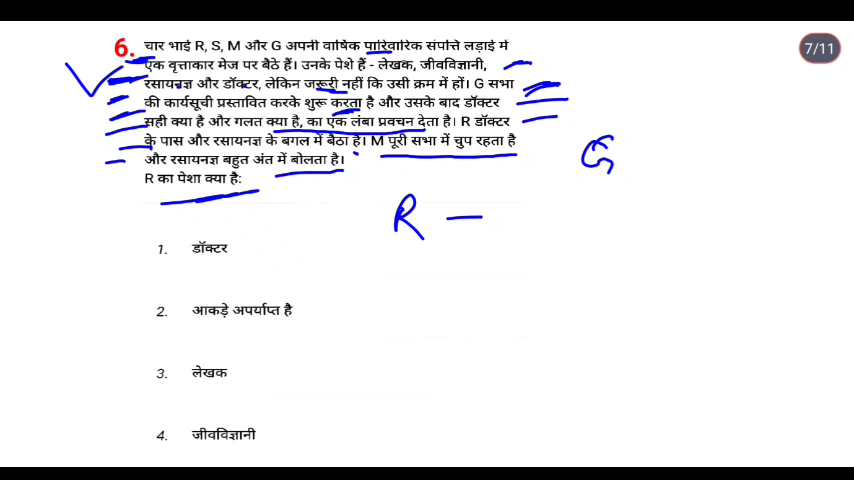 7/11
6. चार भाई R, S, M और G अपनी वार्षिक पारिवारिक संपत्ति लड़ाई में
एक वृत्ताकार मेज पर बैठे हैं। उनके पेशे हैं - लेखक, जीवविज्ञानी,
रसायनज्ञ और डॉक्टर, लेकिन जरूरी नहीं कि उसी क्रम में हों। G सभा
की कार्यसूची प्रस्तावित करके शुरू करता है और उसके बाद डॉक्टर
सही क्या है और गलत क्या है, का एक लंबा प्रवचन देता है। R डॉक्टर
के पास और रसायनज्ञ के बगल में बैठा है। M पूरी सभा में चुप रहता है
और रसायनज्ञ बहुत अंत में बोलता है।
R का पेशा क्या है:
G
R –
1. डॉक्टर
2. आकड़े अपर्याप्त है
3. लेखक
4. जीवविज्ञानी